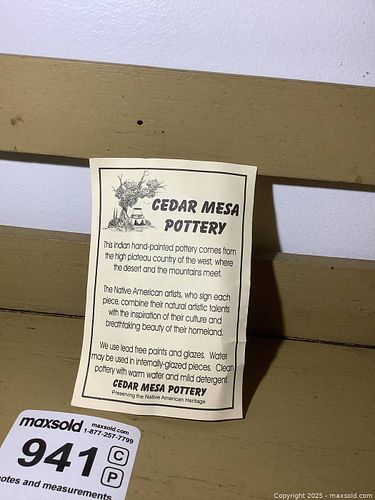 CEDAR MESA
POTTERY
This indian hand-painted pottery comes from
the high plateau country of the west, where
the desert and the mountains meet.
The Native American artists, who sign each
piece, combine their natural artistic talents
with the inspiration of their culture and
breathtaking beauty of their homeland.
We use lead free paints and glazes. Water
may be used in internally-glazed pieces. Clean
pottery with warm water and mild detergent.
CEDAR MESA POTTERY
Preserving the Native American Heritage
maxsold maxsold.com
1-877-257-7799
941 C
P
otes and measurements
Copyright 2025 - maxsold.com